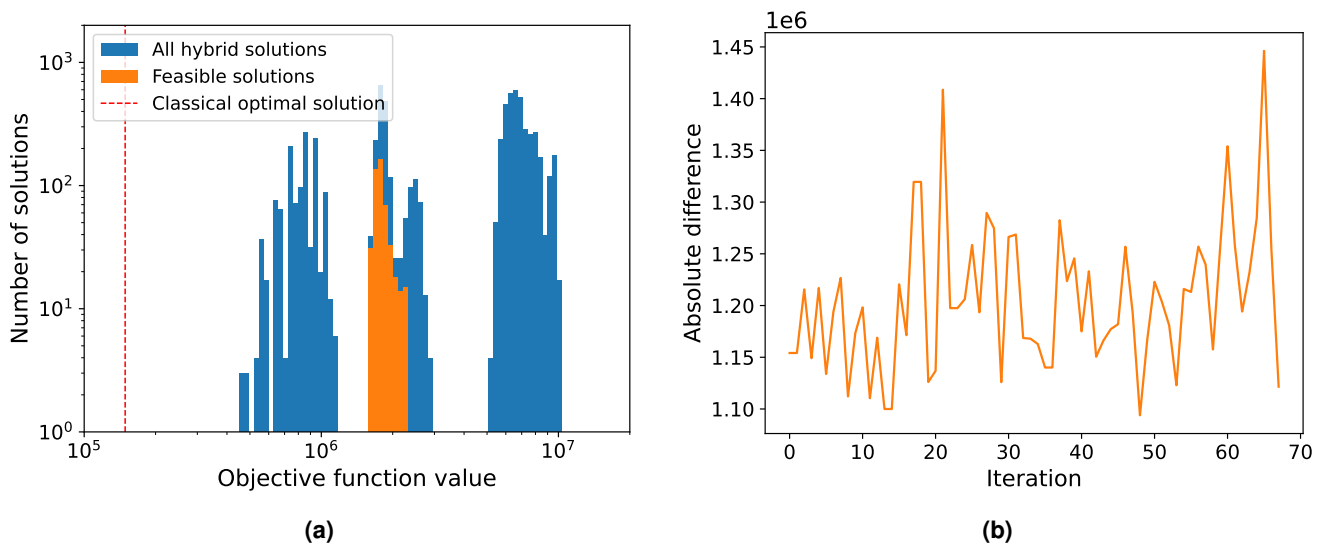 All hybrid solutions
Feasible solutions
Classical optimal solution
Number of solutions
10³
10²
10¹
10⁰
10⁵
10⁶
10⁷
Objective function value
(a)
1e6
Absolute difference
1.45
1.40
1.35
1.30
1.25
1.20
1.15
1.10
0
10
20
30
40
50
60
70
Iteration
(b)